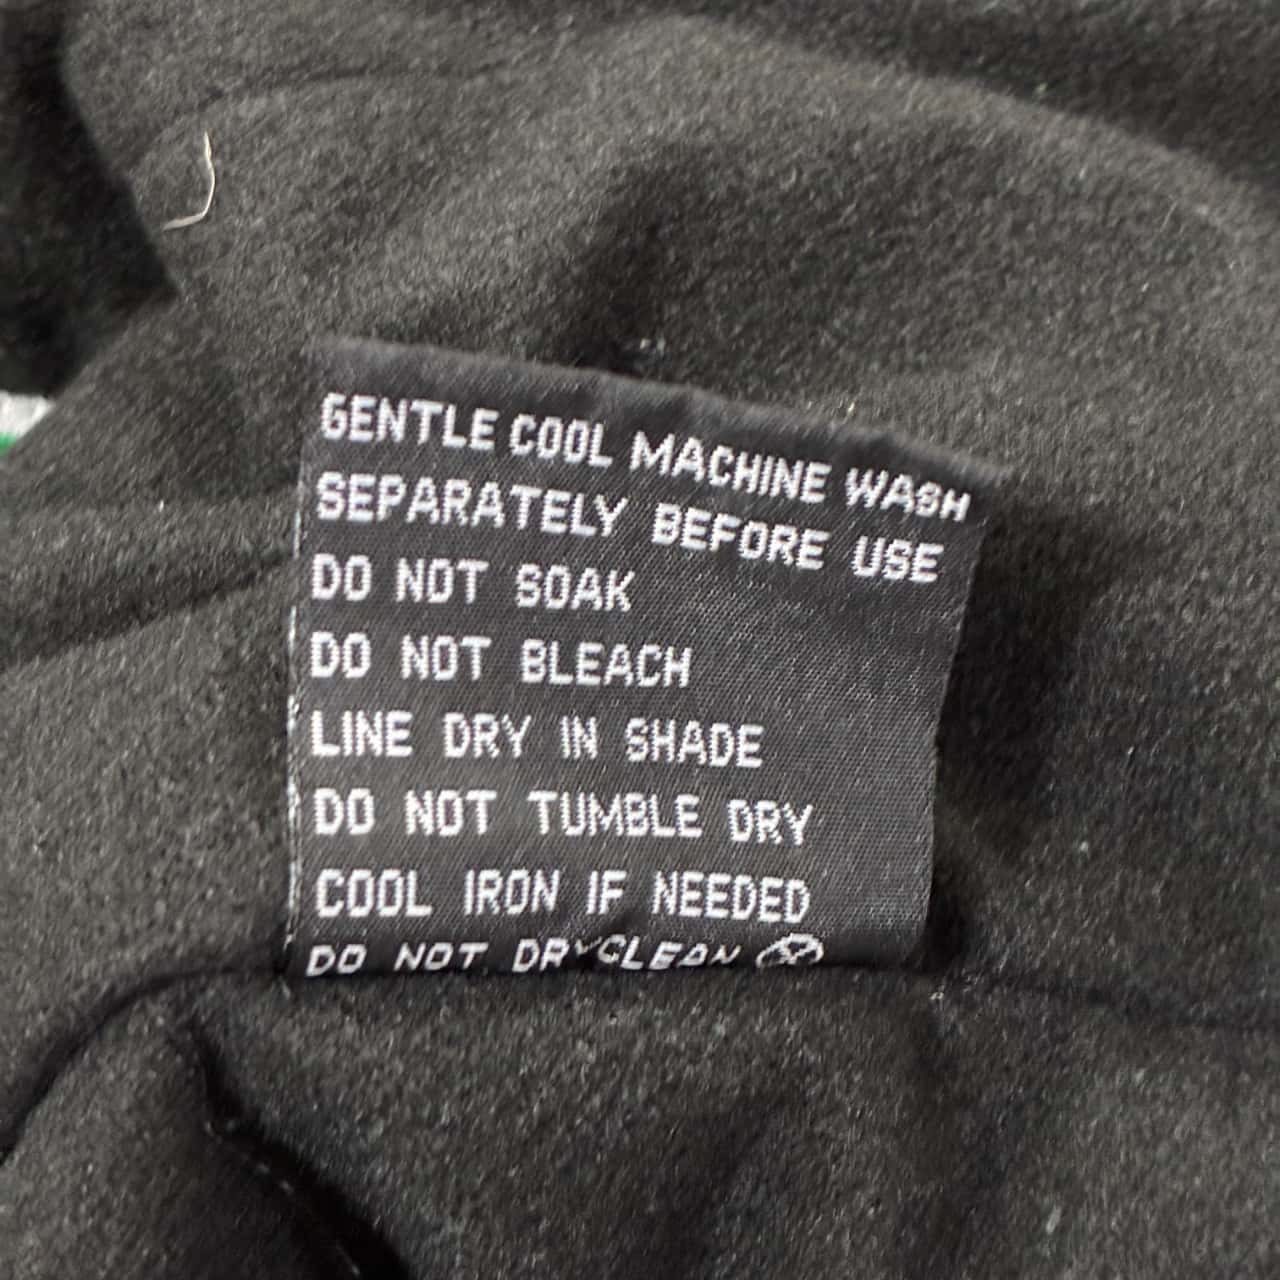 GENTLE COOL MACHINE WASH
SEPARATELY BEFORE USE
DO NOT SOAK
DO NOT BLEACH
LINE DRY IN SHADE
DO NOT TUMBLE DRY
COOL IRON IF NEEDED
DO NOT DRYCLEAN